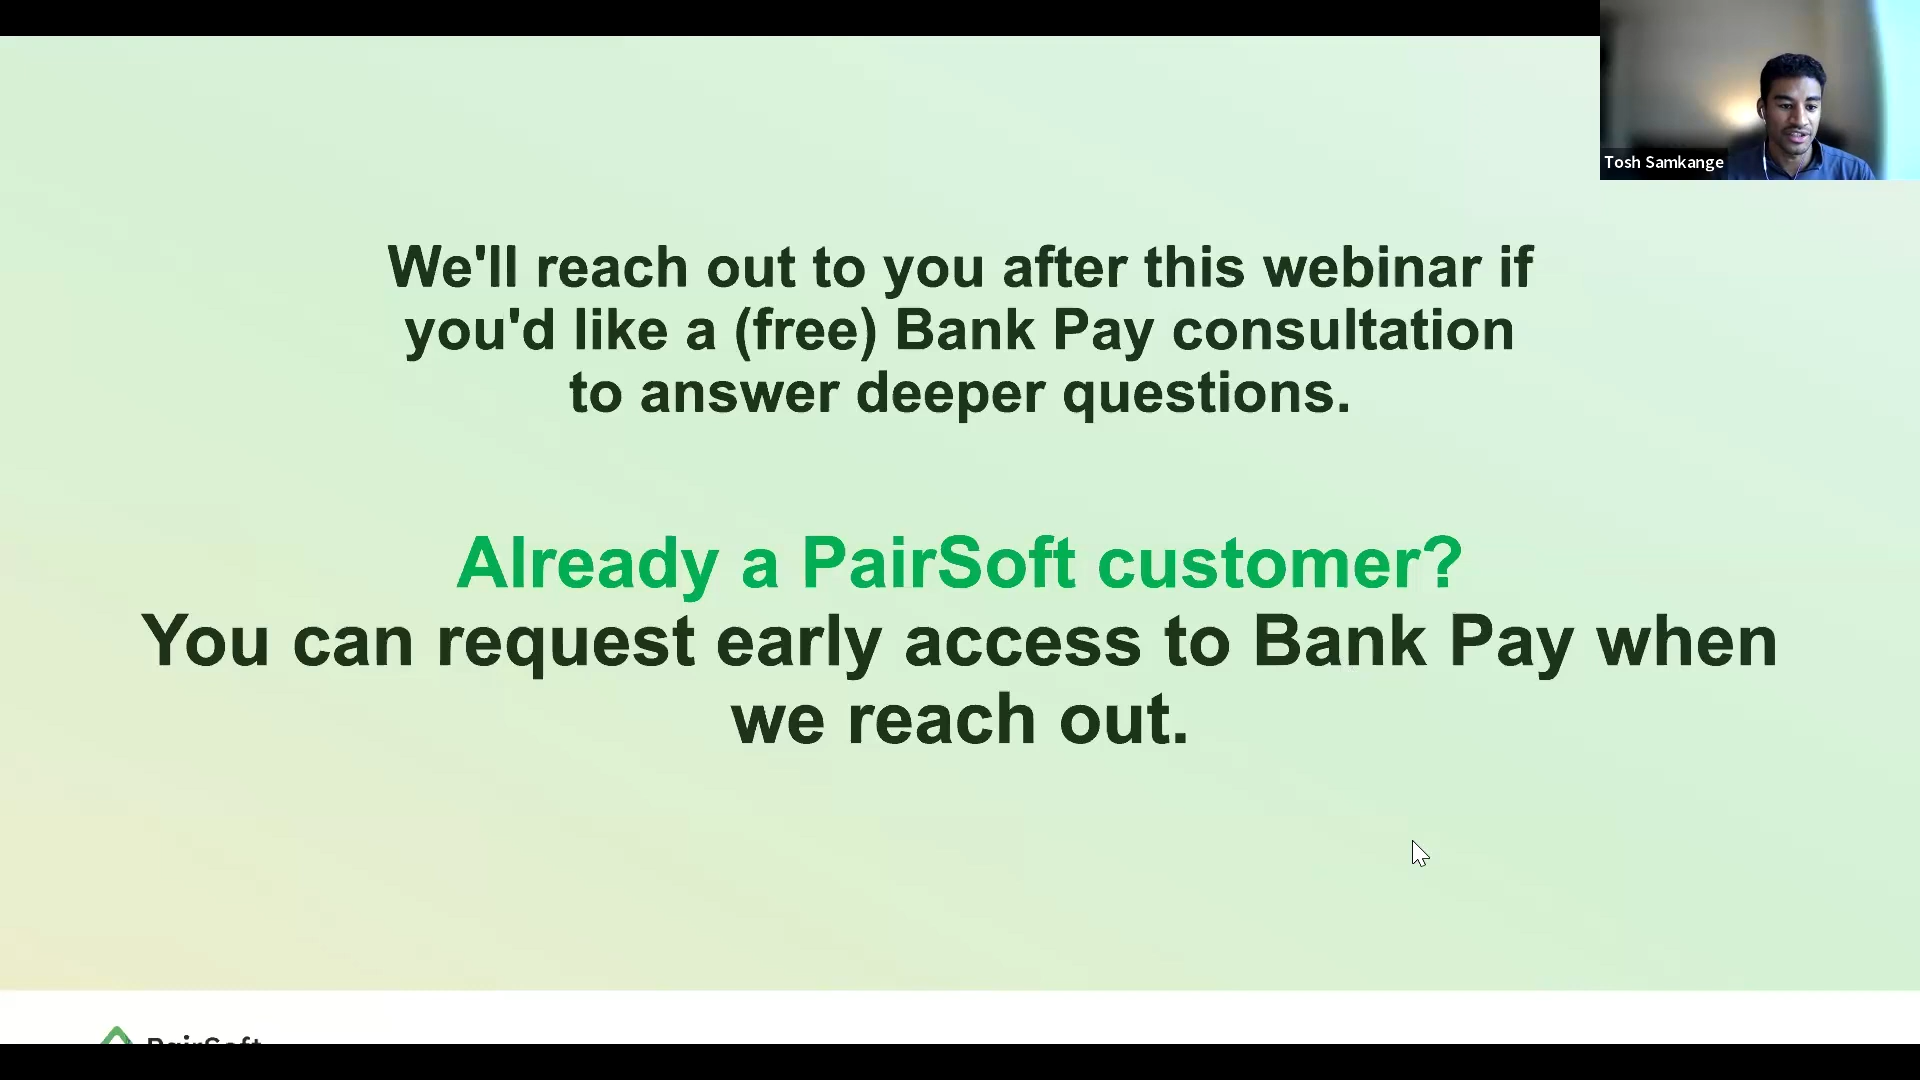 Tosh Samkange
We'll reach out to you after this webinar if
you'd like a (free) Bank Pay consultation
to answer deeper questions.
Already a PairSoft customer?
You can request early access to Bank Pay when
we reach out.
PairSoft